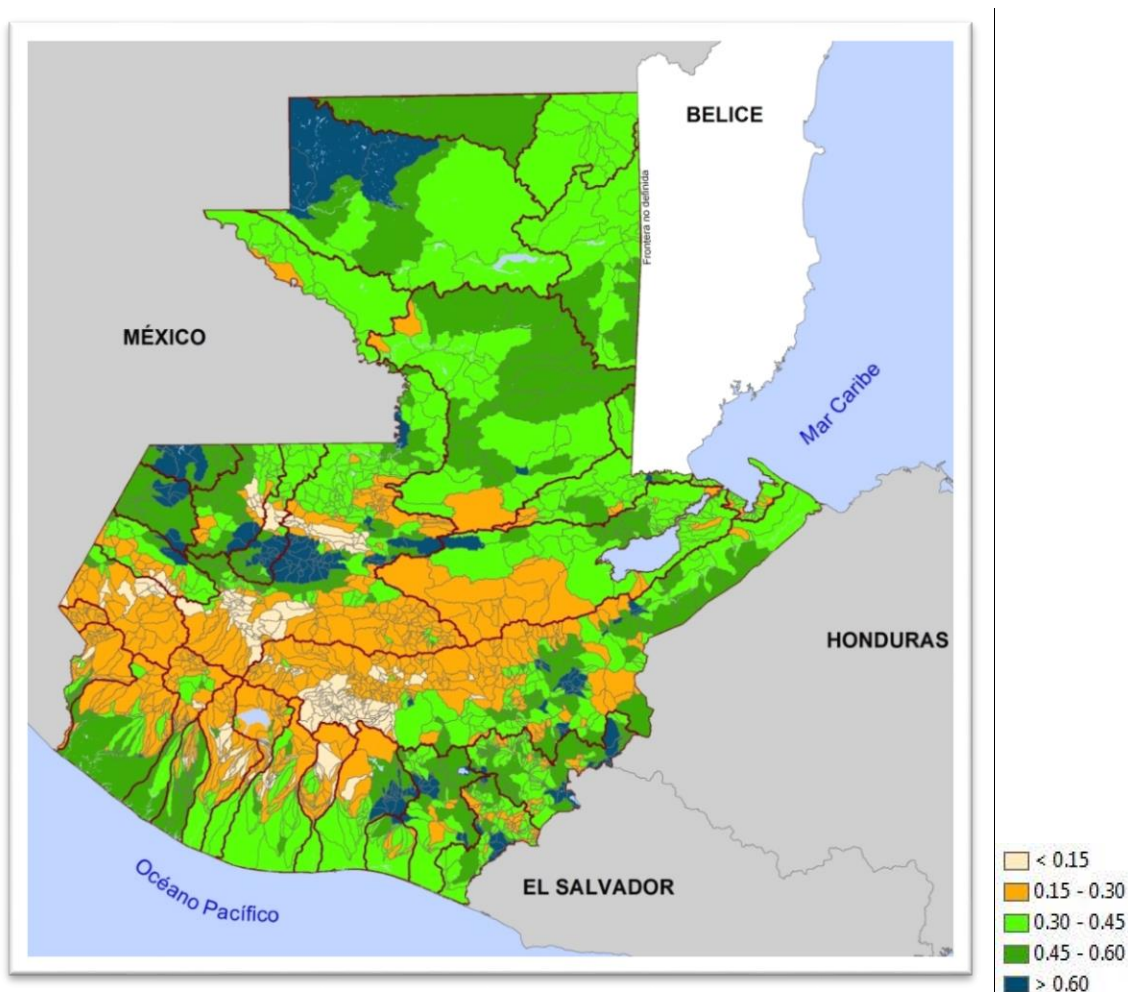 BELICE
Frontera no definida
MÉXICO
Mar Caribe
HONDURAS
EL SALVADOR
Océano Pacífico
< 0.15
0.15 - 0.30
0.30 - 0.45
0.45 - 0.60
> 0.60